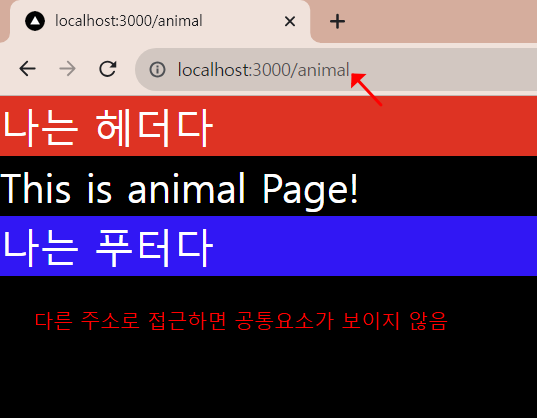 localhost:3000/animal
localhost:3000/animal
나는 헤더다
This is animal Page!
나는 푸터다
다른 주소로 접근하면 공통요소가 보이지 않음